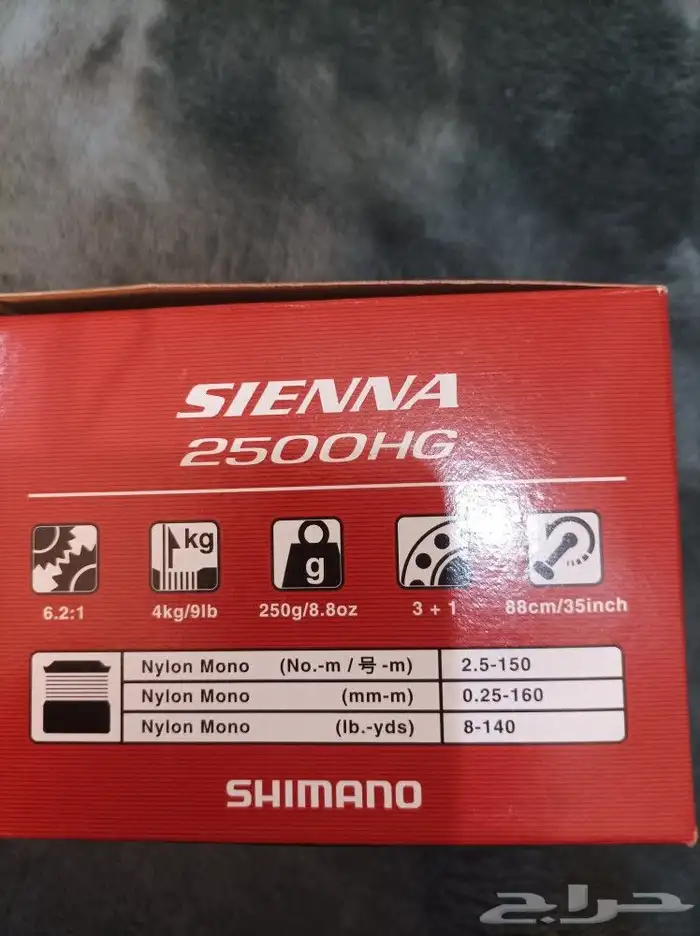 SIENNA
2500HG
kg
g
6.2:1 4kg/9lb 250g/8.8oz 3 + 1 88cm/35inch
Nylon Mono (No.-m / 号 -m) 2.5-150
Nylon Mono (mm-m) 0.25-160
Nylon Mono (lb.-yds) 8-140
SHIMANO
حراج